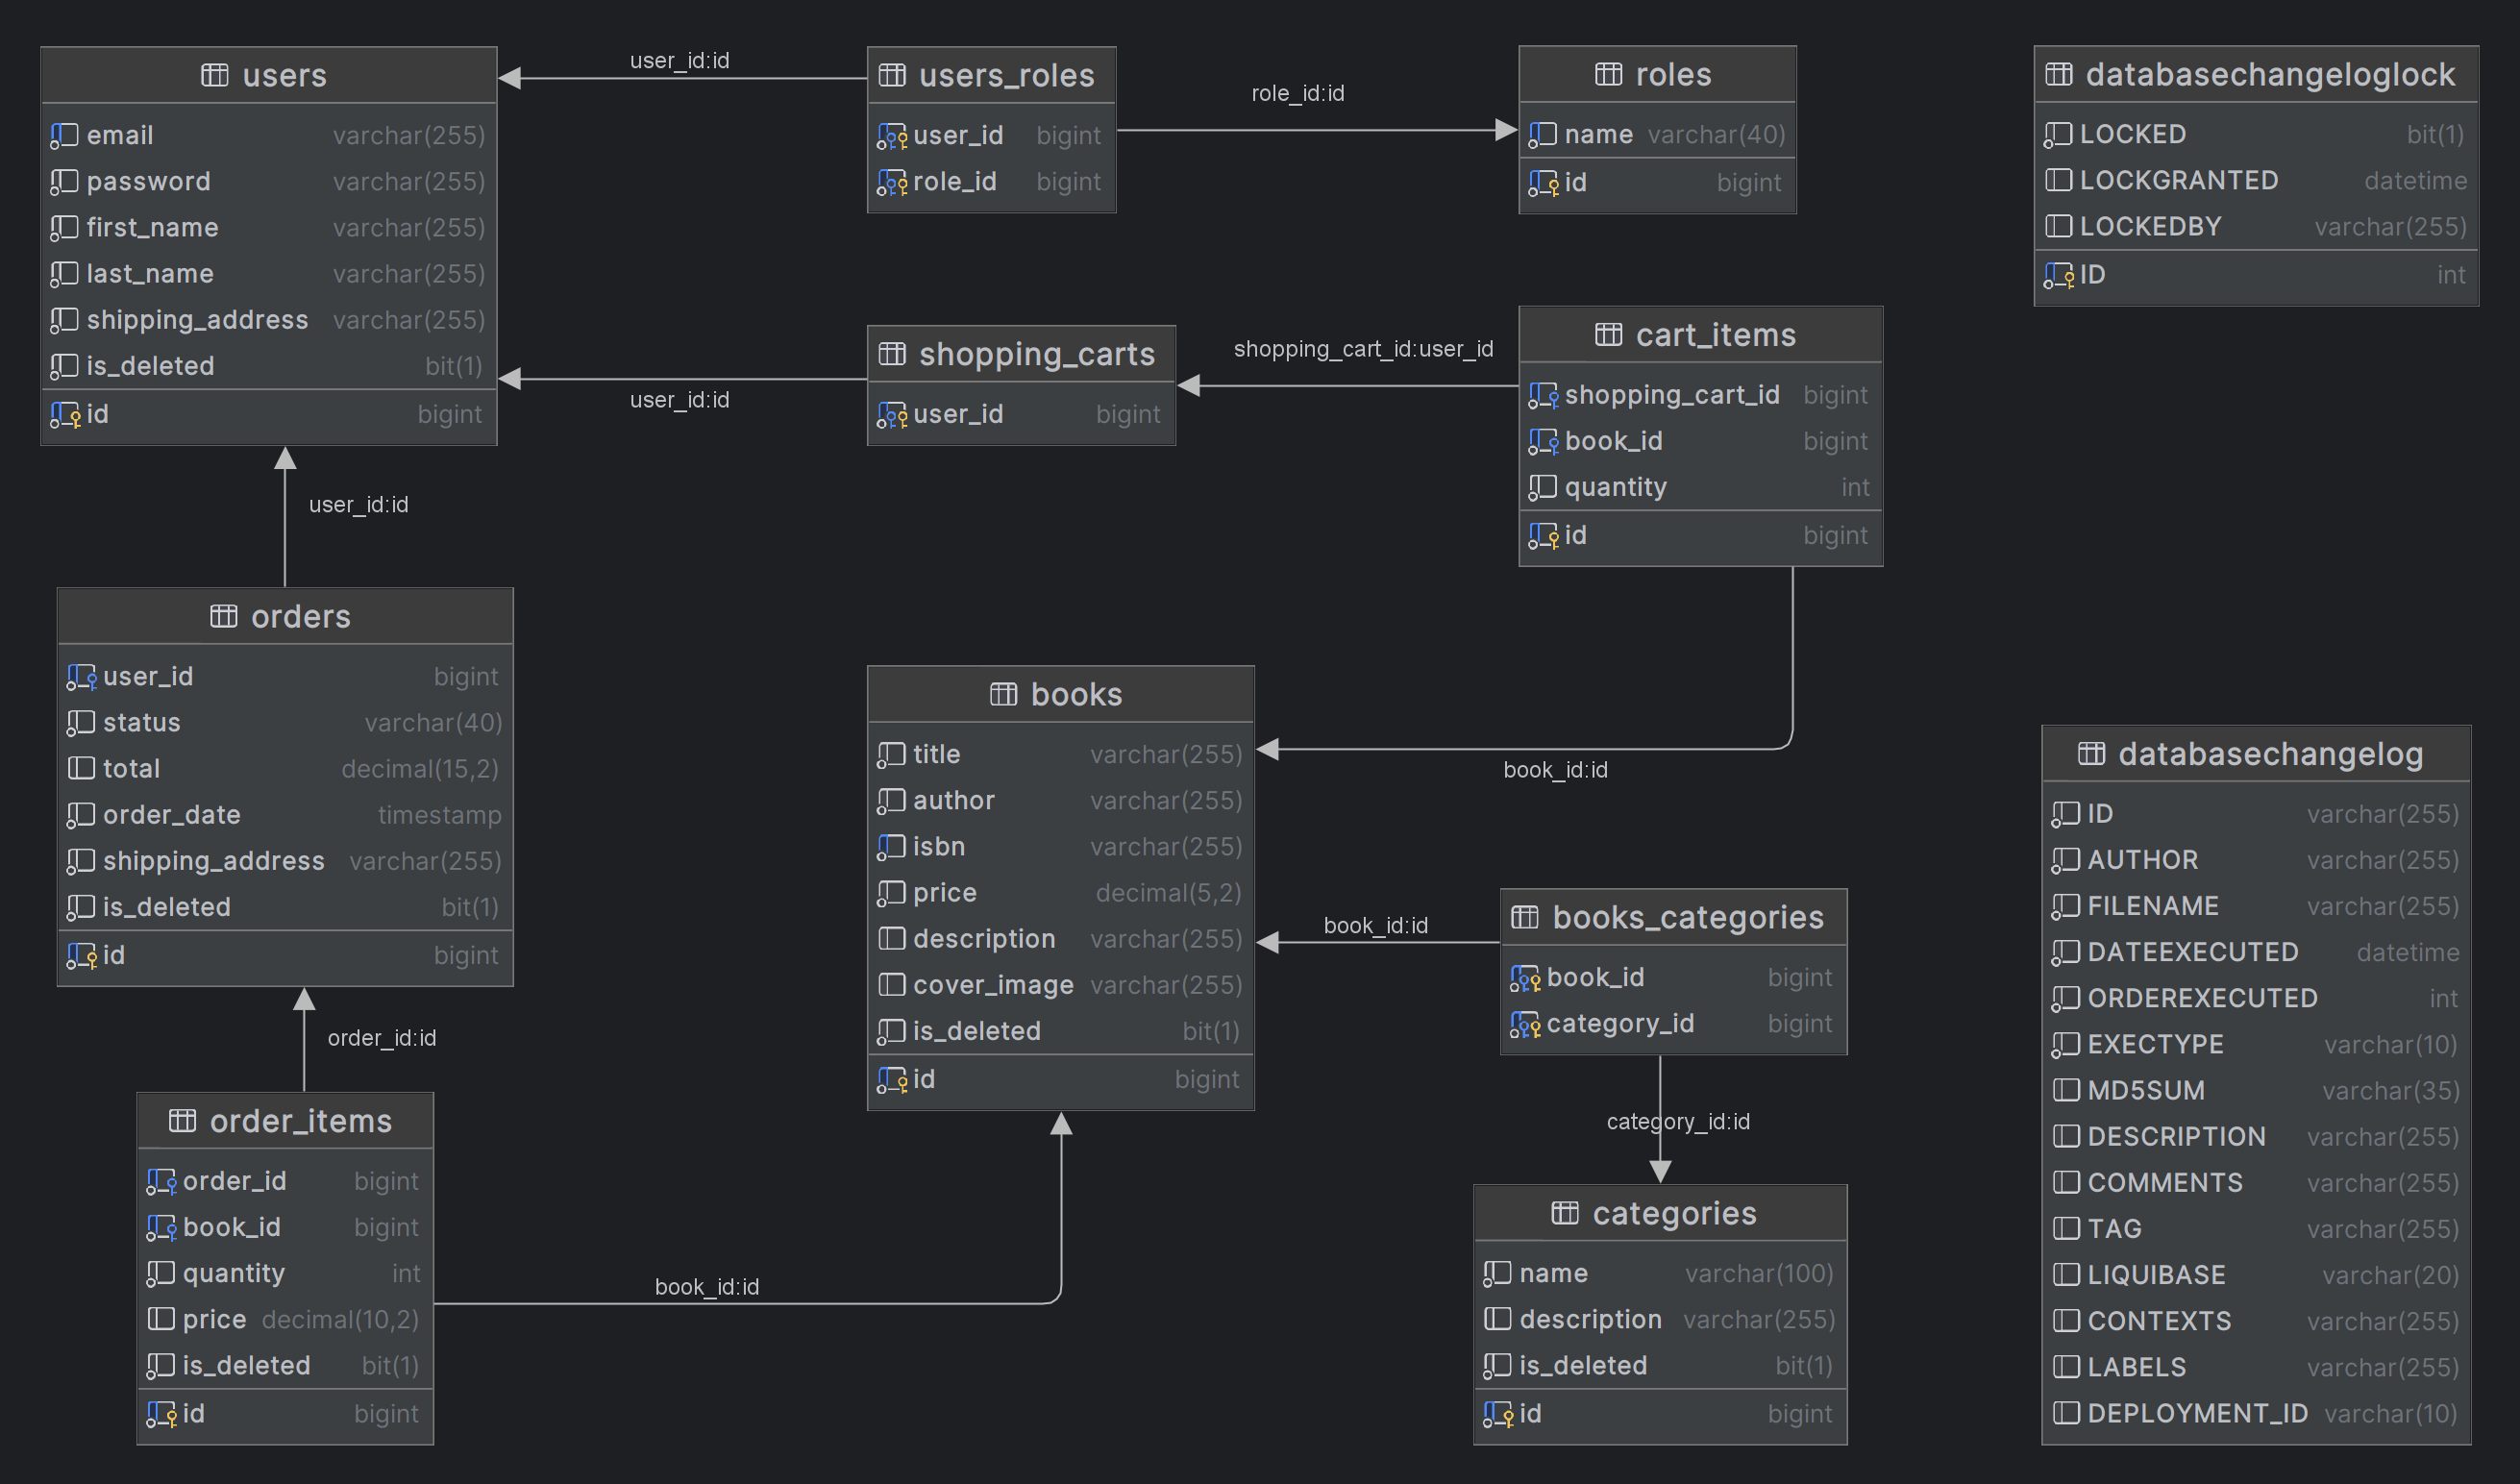 users
email varchar(255)
password varchar(255)
first_name varchar(255)
last_name varchar(255)
shipping_address varchar(255)
is_deleted bit(1)
id bigint
user_id:id
users_roles
user_id bigint
role_id bigint
role_id:id
roles
name varchar(40)
id bigint
databasechangeloglock
LOCKED bit(1)
LOCKGRANTED datetime
LOCKEDBY varchar(255)
ID int
user_id:id
shopping_carts
user_id bigint
shopping_cart_id:user_id
cart_items
shopping_cart_id bigint
book_id bigint
quantity int
id bigint
user_id:id
orders
user_id bigint
status varchar(40)
total decimal(15,2)
order_date timestamp
shipping_address varchar(255)
is_deleted bit(1)
id bigint
books
title varchar(255)
author varchar(255)
isbn varchar(255)
price decimal(5,2)
description varchar(255)
cover_image varchar(255)
is_deleted bit(1)
id bigint
book_id:id
book_id:id
books_categories
book_id bigint
category_id bigint
category_id:id
categories
name varchar(100)
description varchar(255)
is_deleted bit(1)
id bigint
order_id:id
order_items
order_id bigint
book_id bigint
quantity int
price decimal(10,2)
is_deleted bit(1)
id bigint
book_id:id
databasechangelog
ID varchar(255)
AUTHOR varchar(255)
FILENAME varchar(255)
DATEEXECUTED datetime
ORDEREXECUTED int
EXECTYPE varchar(10)
MD5SUM varchar(35)
DESCRIPTION varchar(255)
COMMENTS varchar(255)
TAG varchar(255)
LIQUIBASE varchar(20)
CONTEXTS varchar(255)
LABELS varchar(255)
DEPLOYMENT_ID varchar(10)